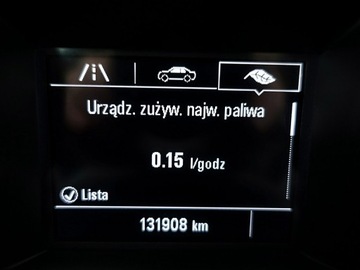 Urządz. zużyw. najw. paliwa
0.15 l/godz
Lista
131908 km